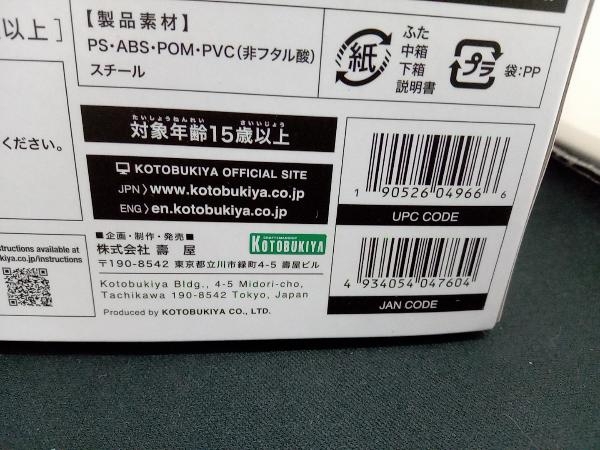 以上］
【製品素材】
PS・ABS・POM・PVC（非フタル酸）
スチール
紙
ふた
中箱
下箱
説明書
プラ
袋：PP
ください。
たいしょうねんれい さいいじょう
対象年齢15歳以上
KOTOBUKIYA OFFICIAL SITE
JPN〉www.kotobukiya.co.jp
ENG〉en.kotobukiya.co.jp
1 90526 04966 6
UPC CODE
■企画・制作・発売■
株式会社 壽 屋
KOTOBUKIYA
〒190-8542 東京都立川市緑町4-5 壽屋ビル
Kotobukiya Bldg., 4-5 Midori-cho,
Tachikawa 190-8542 Tokyo, Japan
Produced by KOTOBUKIYA CO., LTD.
4 934054 047604
JAN CODE
structions available at
kiya.co.jp/instructions